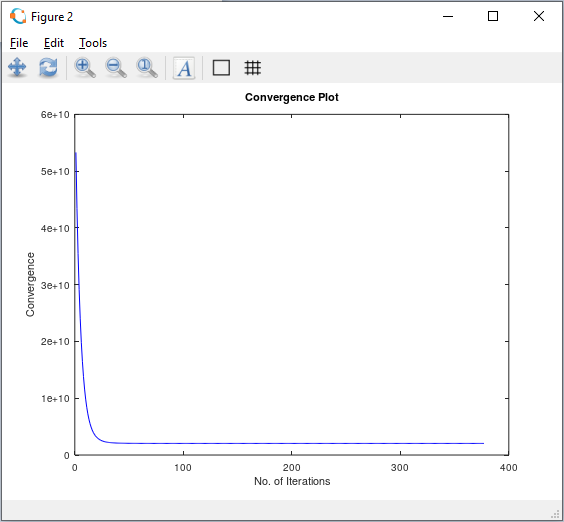 Figure 2
File Edit Tools
1 A
Convergence Plot
6e+10
5e+10
4e+10
3e+10
2e+10
1e+10
0
Convergence
0 100 200 300 400
No. of Iterations